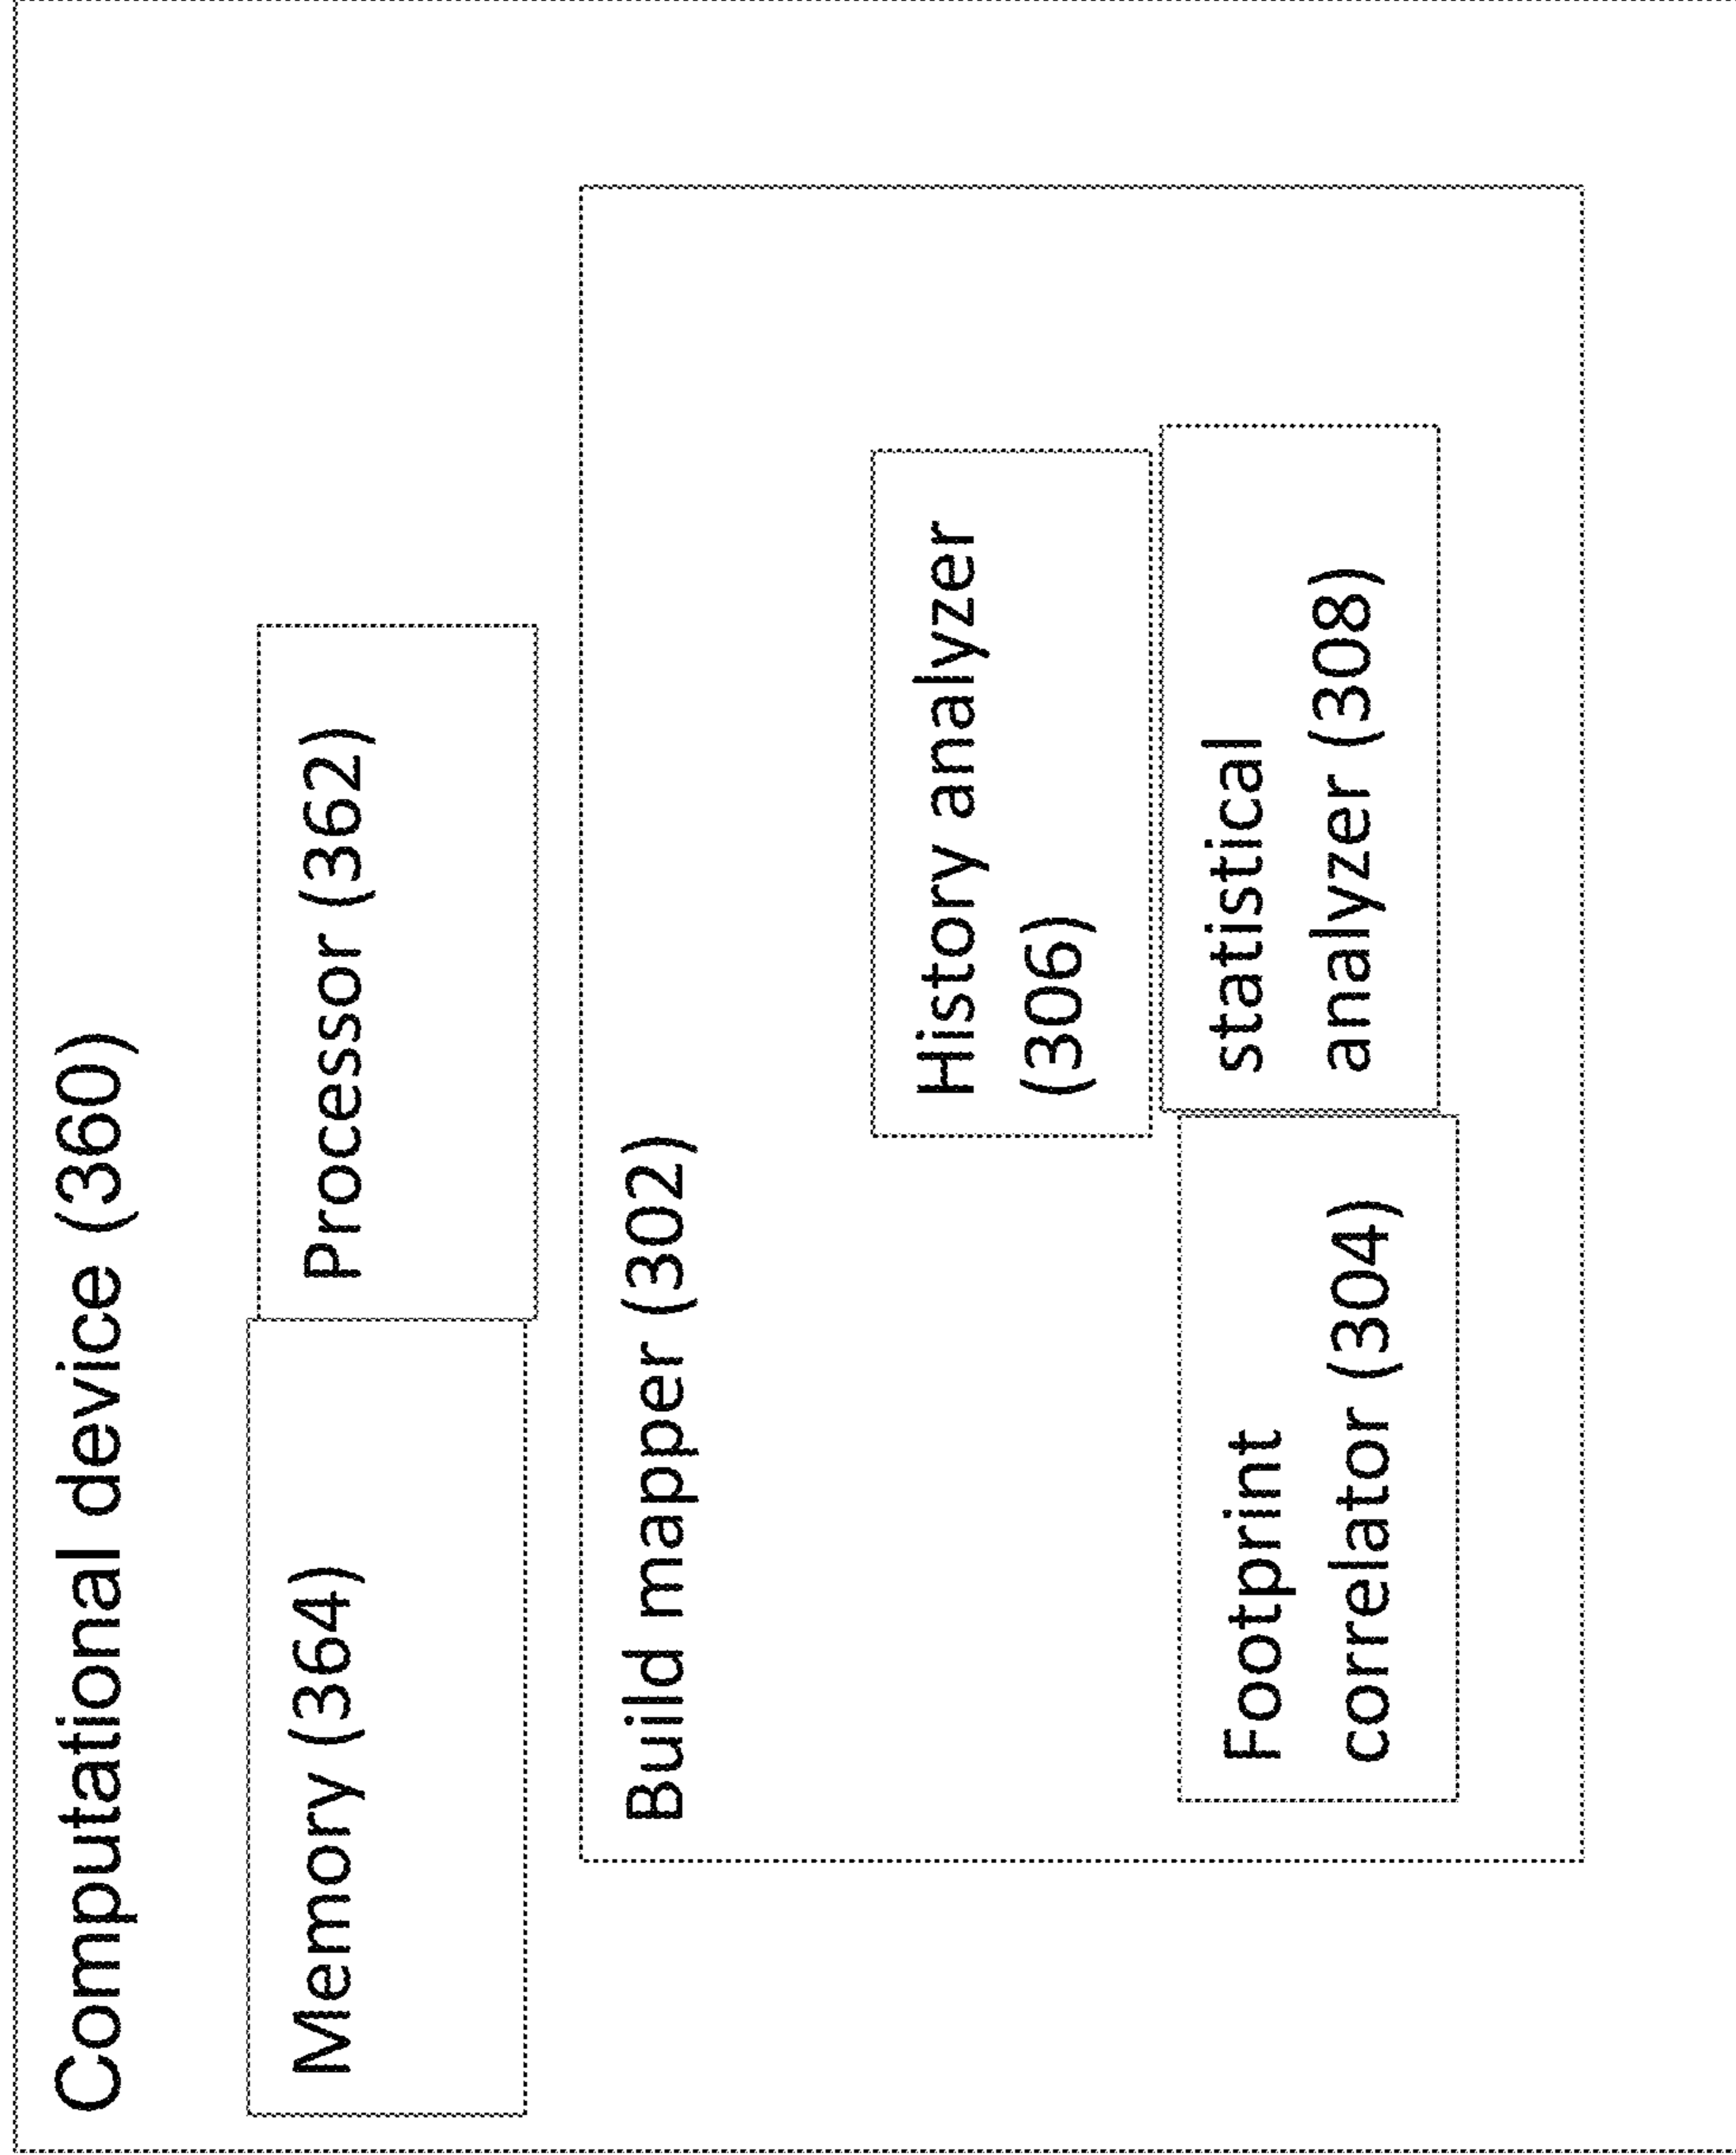 Computational device (360)
Memory (364)
Processor (362)
Build mapper (302)
History analyzer
(306)
Footprint
correlator (304)
statistical
analyzer (308)